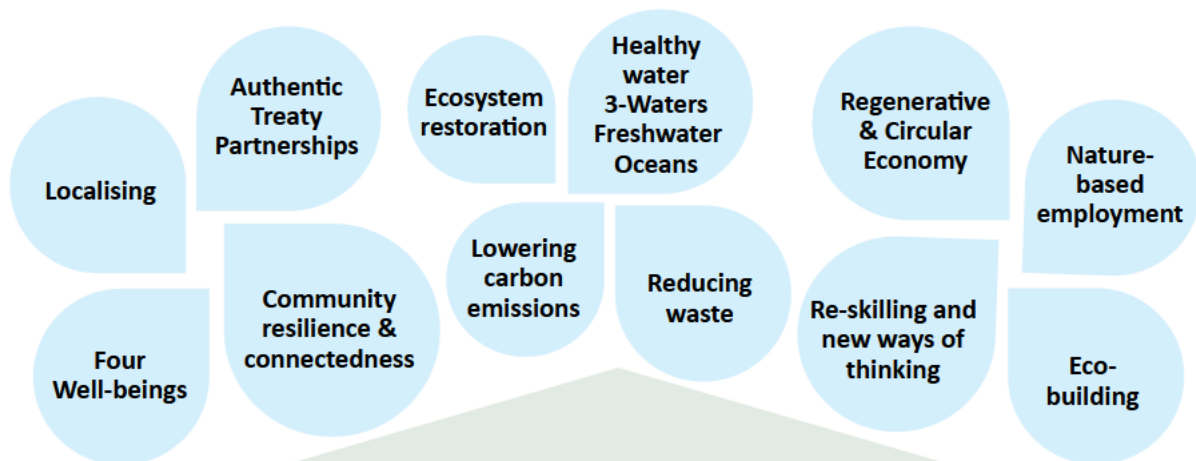 Localising
Authentic
Treaty
Partnerships
Four
Well-beings
Community
resilience &
connectedness
Ecosystem
restoration
Healthy
water
3-Waters
Freshwater
Oceans
Lowering
carbon
emissions
Reducing
waste
Regenerative
& Circular
Economy
Nature-
based
employment
Re-skilling and
new ways of
thinking
Eco-
building